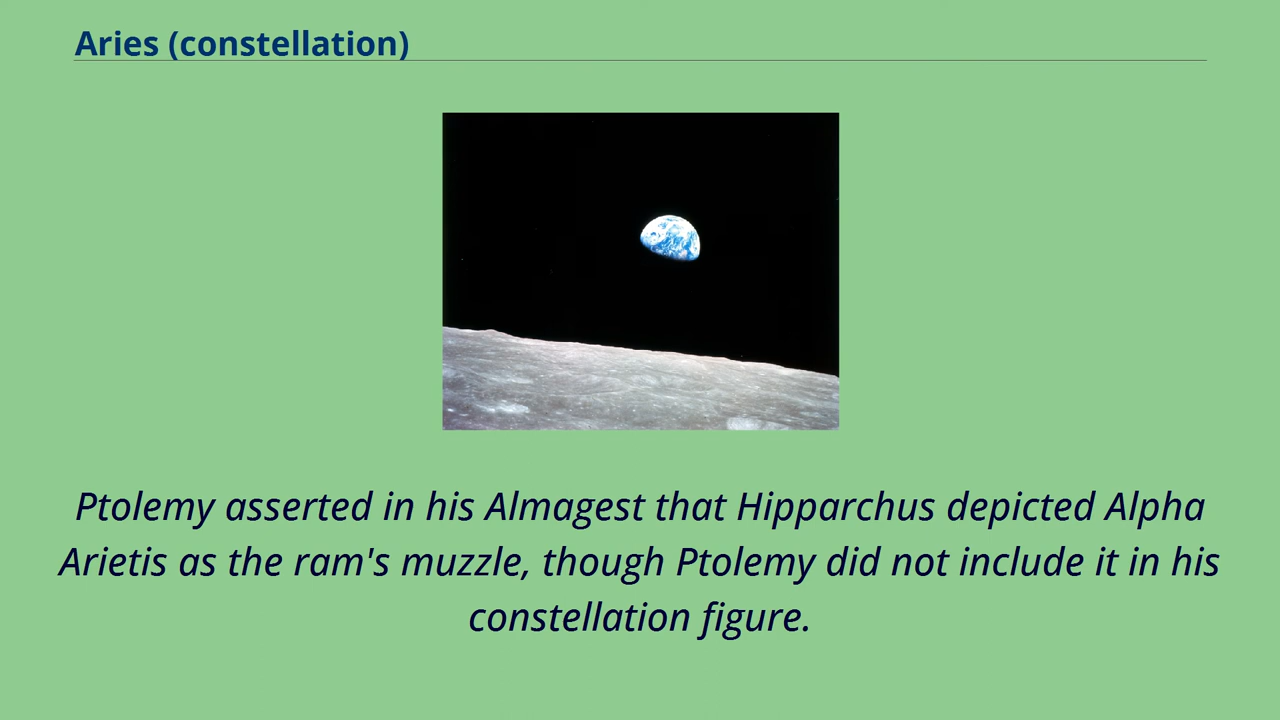 Aries (constellation)
Ptolemy asserted in his Almagest that Hipparchus depicted Alpha
Arietis as the ram's muzzle, though Ptolemy did not include it in his
constellation figure.